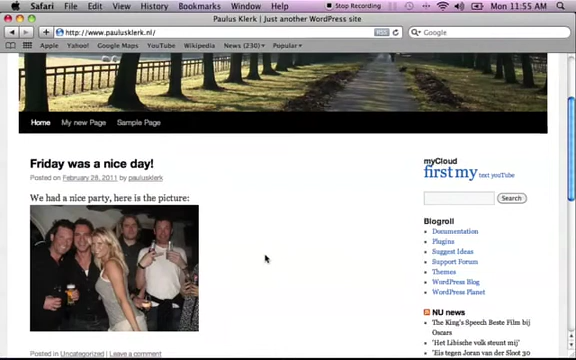 Safari File Edit View History Bookmarks Window Help Stop Recording Mon 11:55 AM
Paulus Klerk | Just another WordPress site
http://www.paulusklerk.nl/ RSS Google
Apple Yahoo! Google Maps YouTube Wikipedia News (230) Popular
Home My new Page Sample Page
Friday was a nice day!
Posted on February 28, 2011 by paulusklerk
We had a nice party, here is the picture:
Posted in Uncategorized | Leave a comment
myCloud
first my text youTube
Search
Blogroll
Documentation
Plugins
Suggest Ideas
Support Forum
Themes
WordPress Blog
WordPress Planet
NU news
The King's Speech Beste Film bij
Oscars
'Het Libische volk steunt mij'
'Eis tegen Joran van der Sloot 30